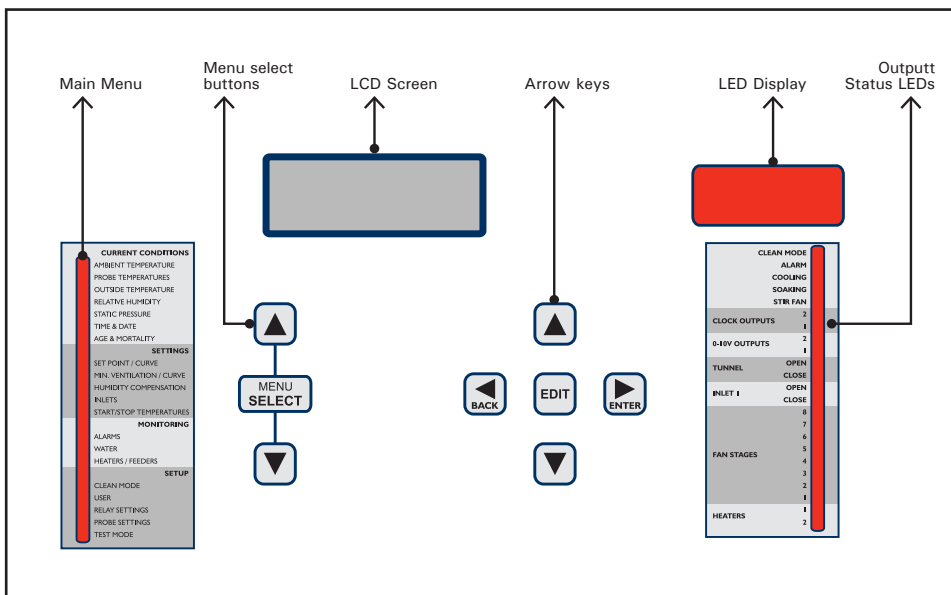 Main Menu
Menu select
buttons
LCD Screen
Arrow keys
LED Display
Outputt
Status LEDs
CURRENT CONDITIONS
AMBIENT TEMPERATURE
PROBE TEMPERATURES
OUTSIDE TEMPERATURE
RELATIVE HUMIDITY
STATIC PRESSURE
TIME & DATE
AGE & MORTALITY
SETTINGS
SET POINT / CURVE
MIN. VENTILATION / CURVE
HUMIDITY COMPENSATION
INLETS
START/STOP TEMPERATURES
MONITORING
ALARMS
WATER
HEATERS / FEEDERS
SETUP
CLEAN MODE
USER
RELAY SETTINGS
PROBE SETTINGS
TEST MODE
MENU
SELECT
BACK
EDIT
ENTER
CLEAN MODE
ALARM
COOLING
SOAKING
STIR FAN
CLOCK OUTPUTS
2
1
0-10V OUTPUTS
2
1
TUNNEL
OPEN
CLOSE
INLET 1
OPEN
CLOSE
FAN STAGES
8
7
6
5
4
3
2
1
HEATERS
1
2